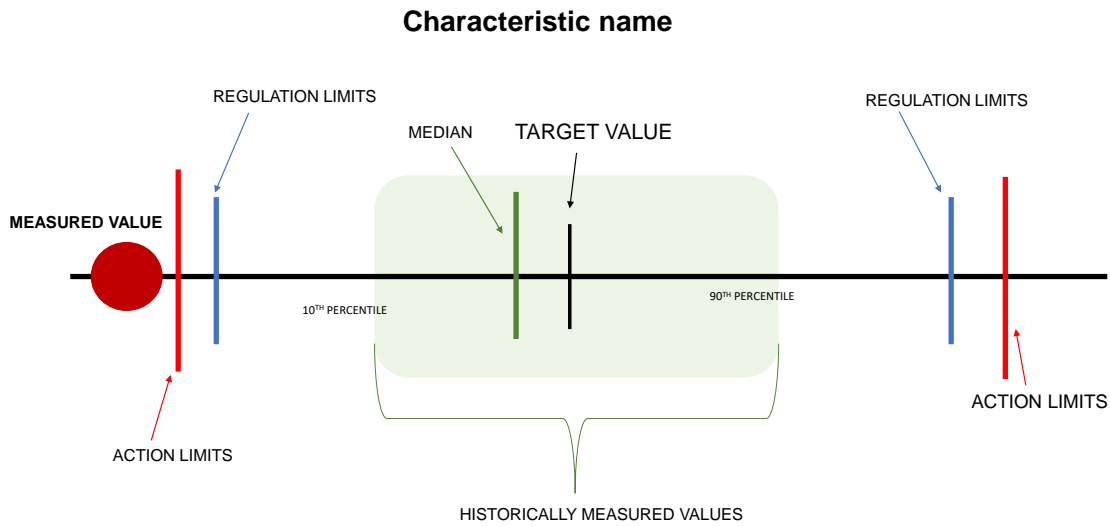 Characteristic name
REGULATION LIMITS
REGULATION LIMITS
MEDIAN
TARGET VALUE
MEASURED VALUE
10TH PERCENTILE
90TH PERCENTILE
ACTION LIMITS
ACTION LIMITS
HISTORICALLY MEASURED VALUES